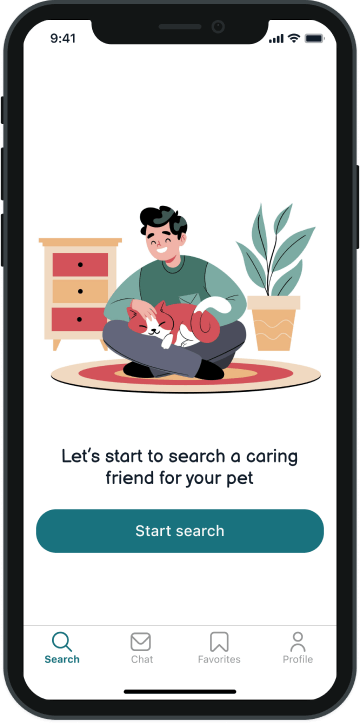 9:41
Let's start to search a caring
friend for your pet
Start search
Search Chat Favorites Profile